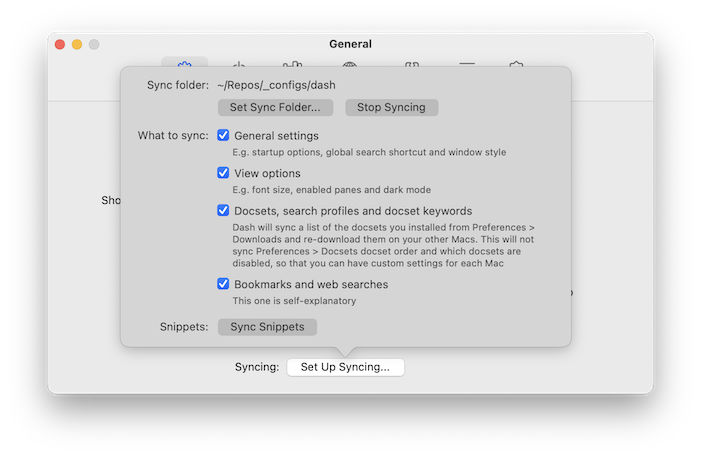 General
Sync folder: ~/Repos/_configs/dash
Set Sync Folder... Stop Syncing
What to sync: General settings
E.g. startup options, global search shortcut and window style
View options
E.g. font size, enabled panes and dark mode
Sho
Docsets, search profiles and docset keywords
Dash will sync a list of the docsets you installed from Preferences >
Downloads and re-download them on your other Macs. This will not
sync Preferences > Docsets docset order and which docsets are
disabled, so that you can have custom settings for each Mac
Bookmarks and web searches
This one is self-explanatory
Snippets: Sync Snippets
Syncing: Set Up Syncing...